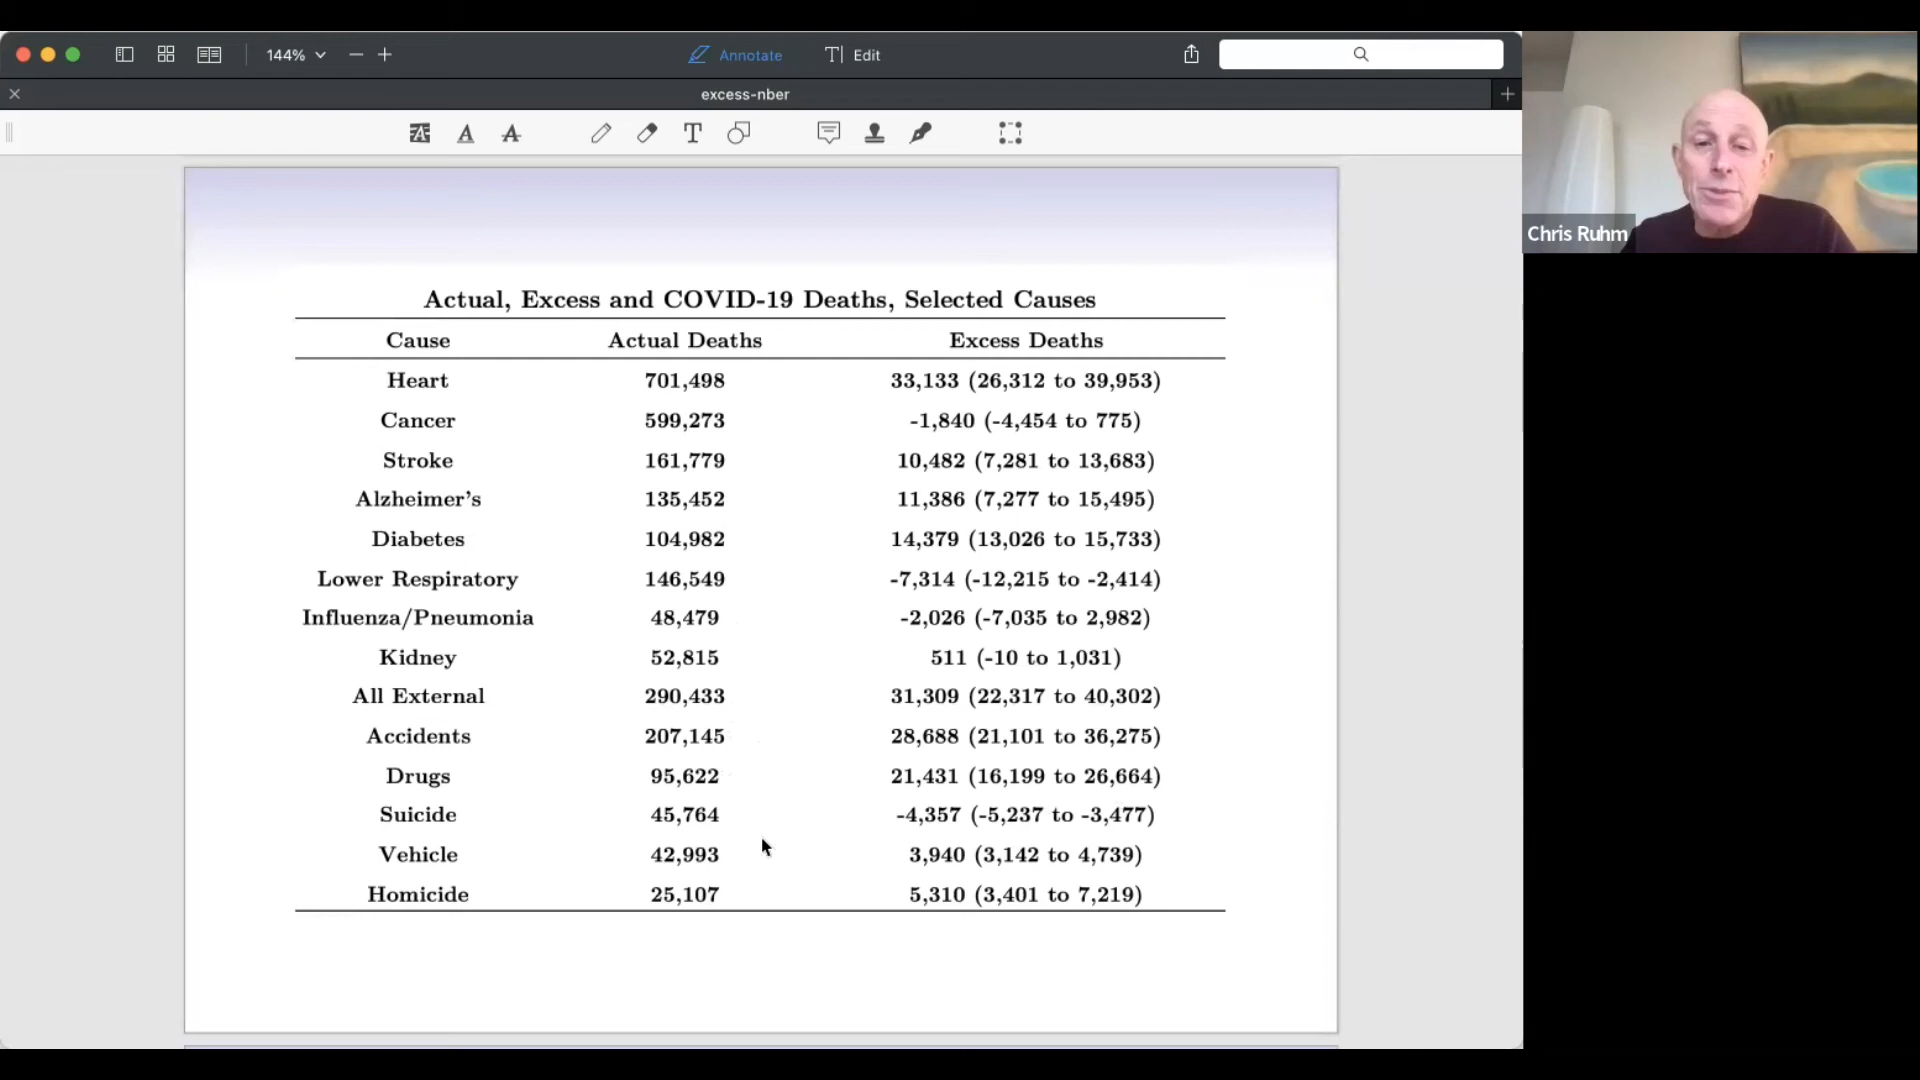 144%
Annotate
Edit
excess-nber
Actual, Excess and COVID-19 Deaths, Selected Causes
Cause Actual Deaths Excess Deaths
Heart 701,498 33,133 (26,312 to 39,953)
Cancer 599,273 -1,840 (-4,454 to 775)
Stroke 161,779 10,482 (7,281 to 13,683)
Alzheimer's 135,452 11,386 (7,277 to 15,495)
Diabetes 104,982 14,379 (13,026 to 15,733)
Lower Respiratory 146,549 -7,314 (-12,215 to -2,414)
Influenza/Pneumonia 48,479 -2,026 (-7,035 to 2,982)
Kidney 52,815 511 (-10 to 1,031)
All External 290,433 31,309 (22,317 to 40,302)
Accidents 207,145 28,688 (21,101 to 36,275)
Drugs 95,622 21,431 (16,199 to 26,664)
Suicide 45,764 -4,357 (-5,237 to -3,477)
Vehicle 42,993 3,940 (3,142 to 4,739)
Homicide 25,107 5,310 (3,401 to 7,219)
Chris Ruhm